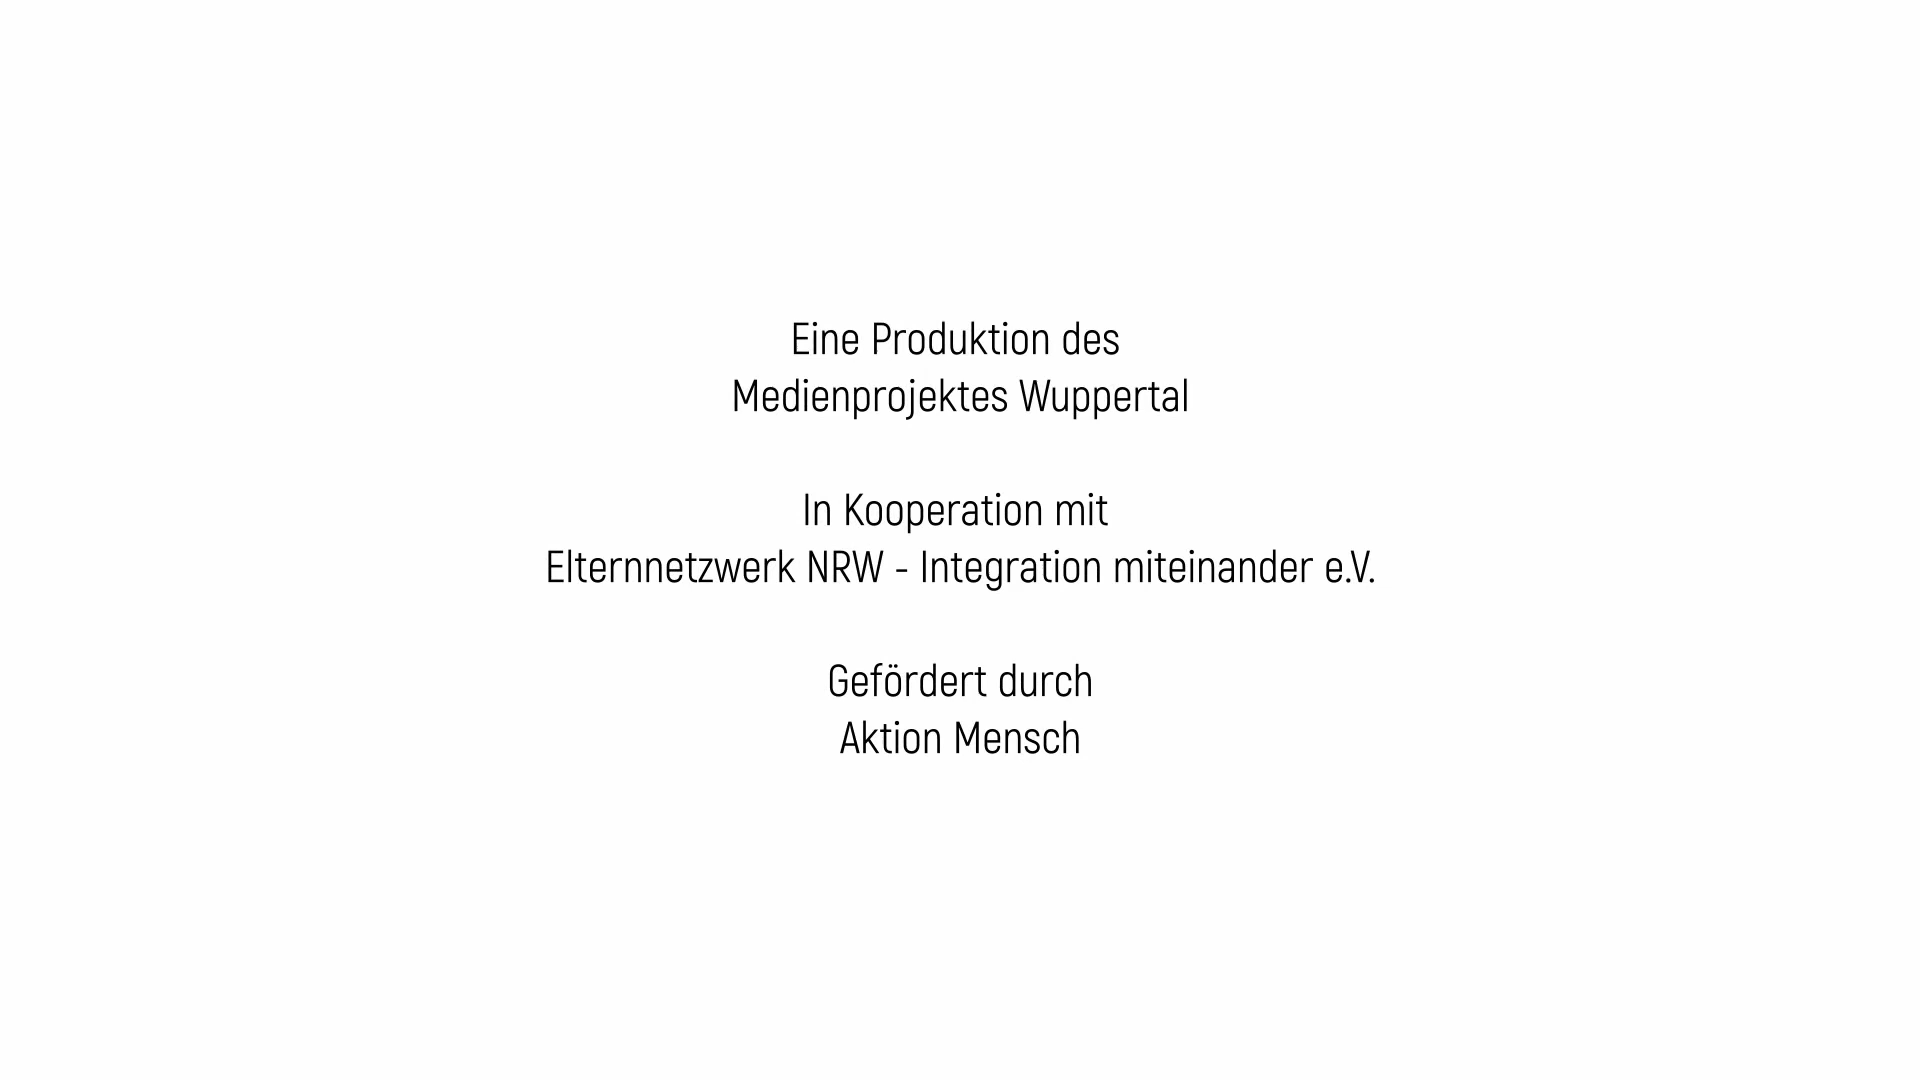 Eine Produktion des
Medienprojektes Wuppertal
In Kooperation mit
Elternnetzwerk NRW - Integration miteinander e.V.
Gefördert durch
Aktion Mensch